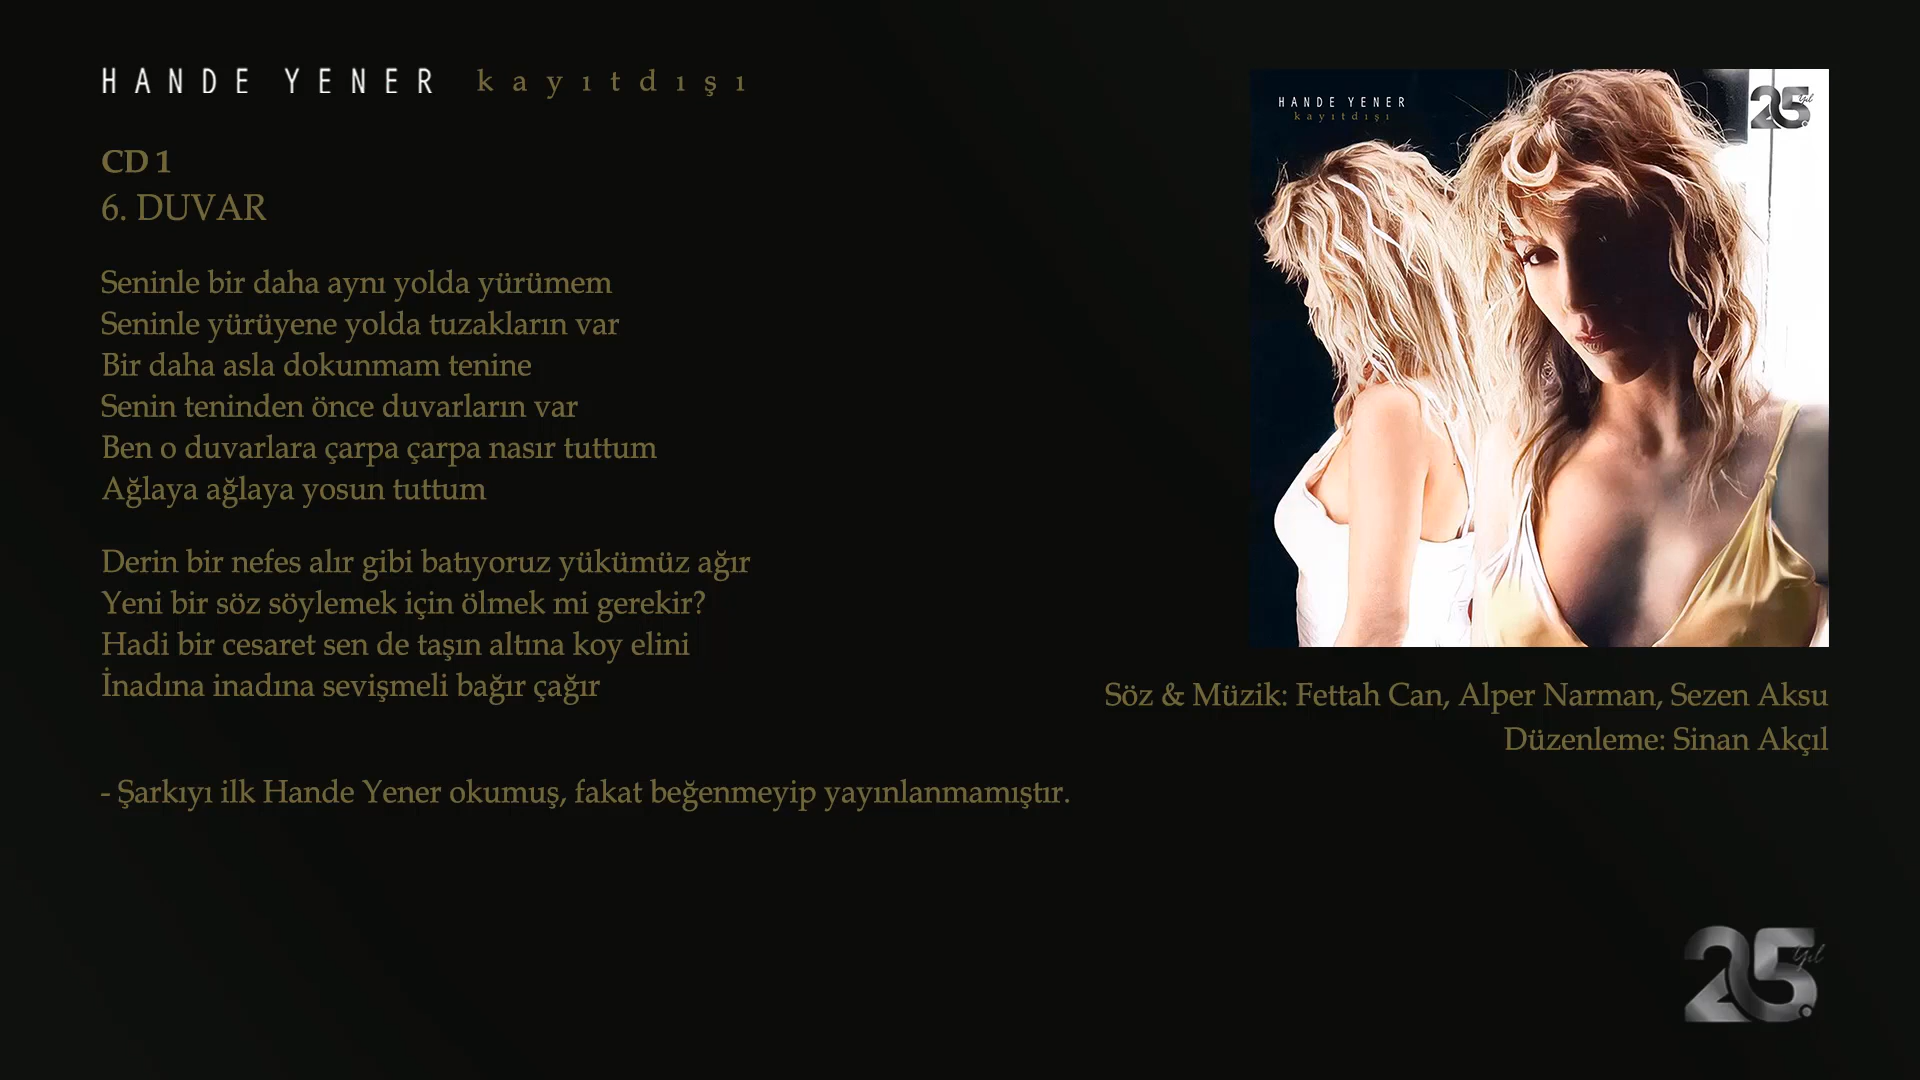 HANDE YENER kayıtdışı
CD 1
6. DUVAR
Seninle bir daha aynı yolda yürümem
Seninle yürüyene yolda tuzakların var
Bir daha asla dokunmam tenine
Senin teninden önce duvarların var
Ben o duvarlara çarpa çarpa nasır tuttum
Ağlaya ağlaya yosun tuttum
Derin bir nefes alır gibi batıyoruz yükümüz ağır
Yeni bir söz söylemek için ölmek mi gerekir?
Hadi bir cesaret sen de taşın altına koy elini
İnadına inadına sevişmeli bağır çağır
- Şarkıyı ilk Hande Yener okumuş, fakat beğenmeyip yayınlanmamıştır.
HANDE YENER
kayıtdışı
25. Yıl
Söz & Müzik: Fettah Can, Alper Narman, Sezen Aksu
Düzenleme: Sinan Akçıl
25. Yıl